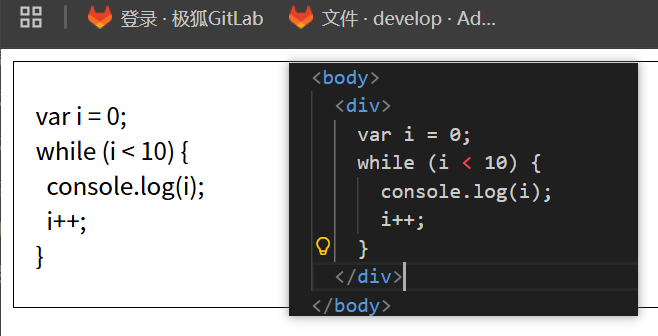 登录 · 极狐GitLab
文件 · develop · Ad...
var i = 0;
while (i < 10) {
console.log(i);
i++;
}
<body>
<div>
var i = 0;
while (i < 10) {
console.log(i);
i++;
}
</div>
</body>